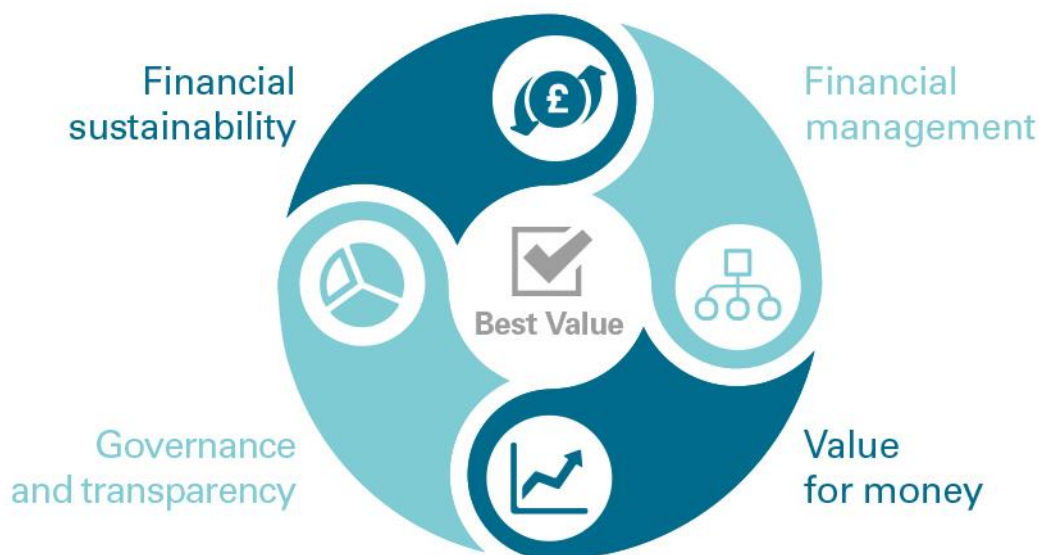 Financial
sustainability
Financial
management
£
Best Value
Governance
and transparency
Value
for money